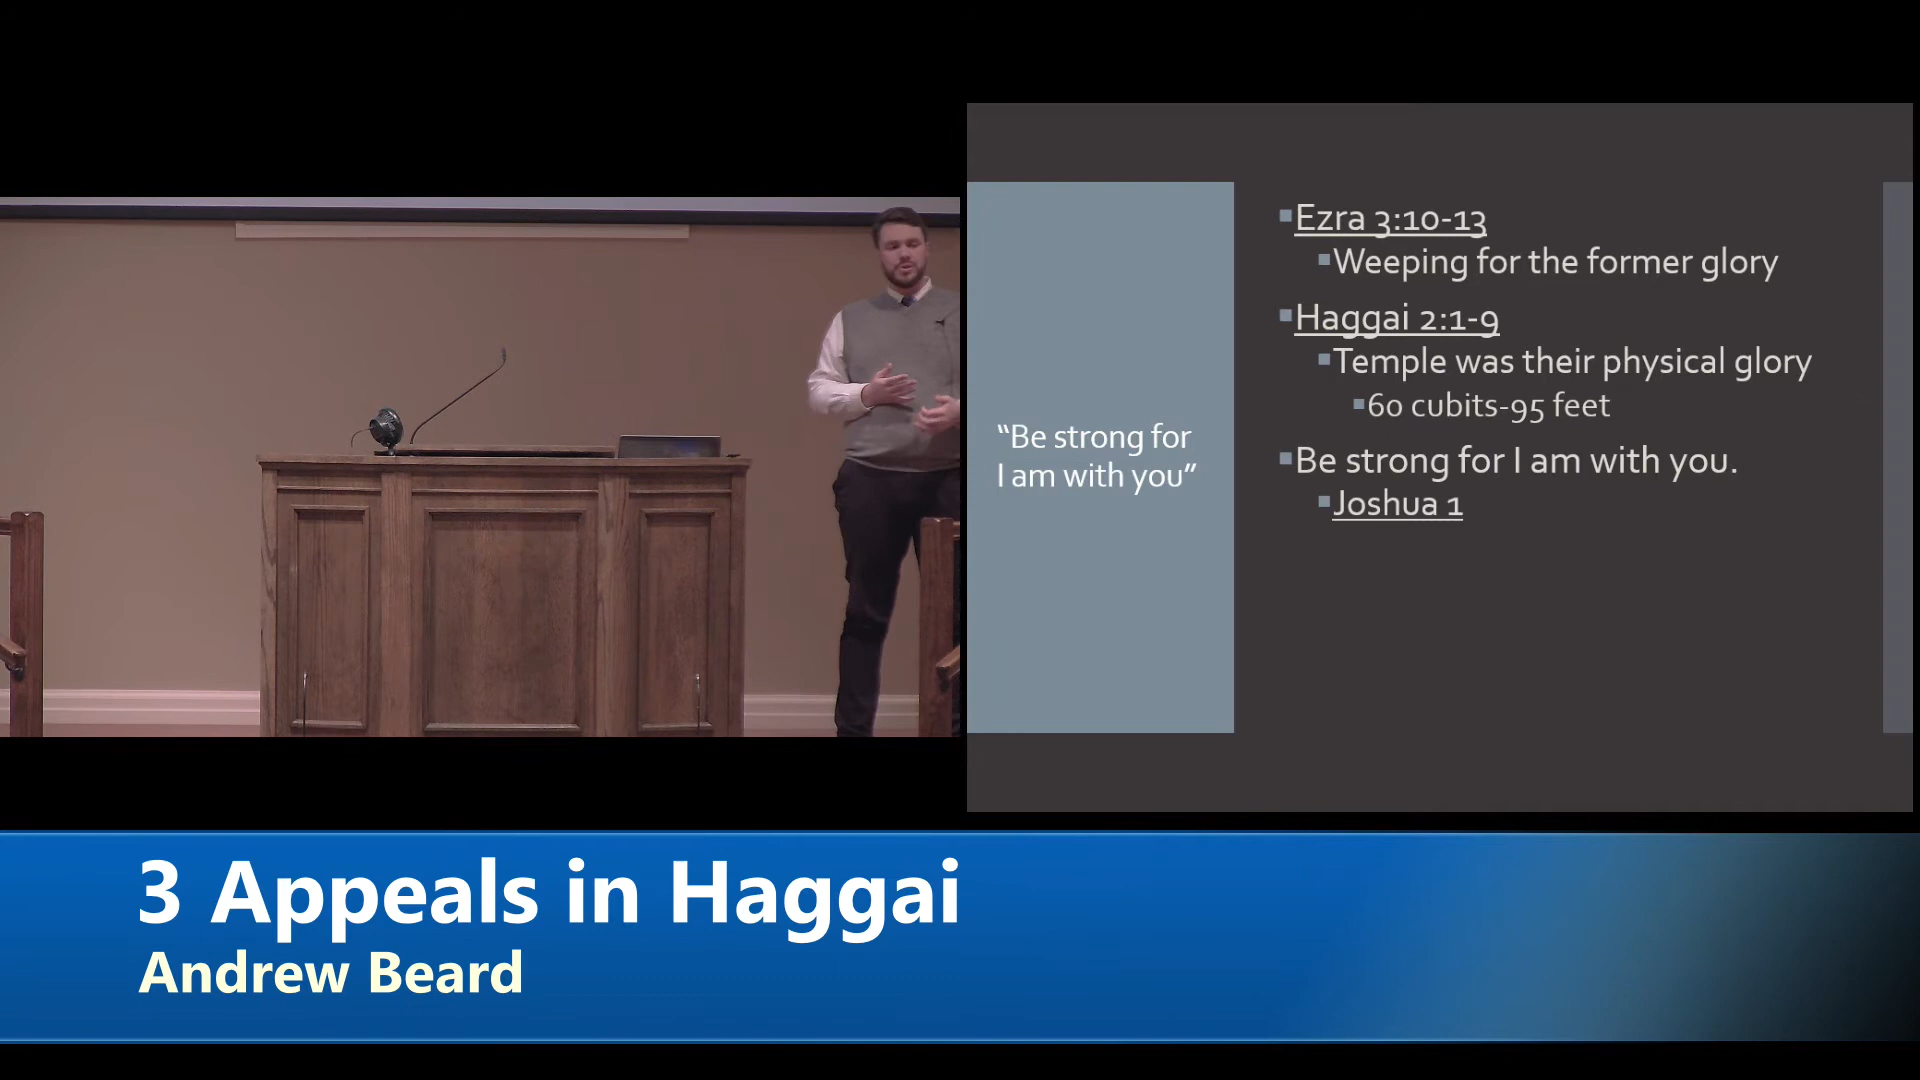 “Be strong for
I am with you”
Ezra 3:10-13
Weeping for the former glory
Haggai 2:1-9
Temple was their physical glory
60 cubits-95 feet
Be strong for I am with you.
Joshua 1
3 Appeals in Haggai
Andrew Beard